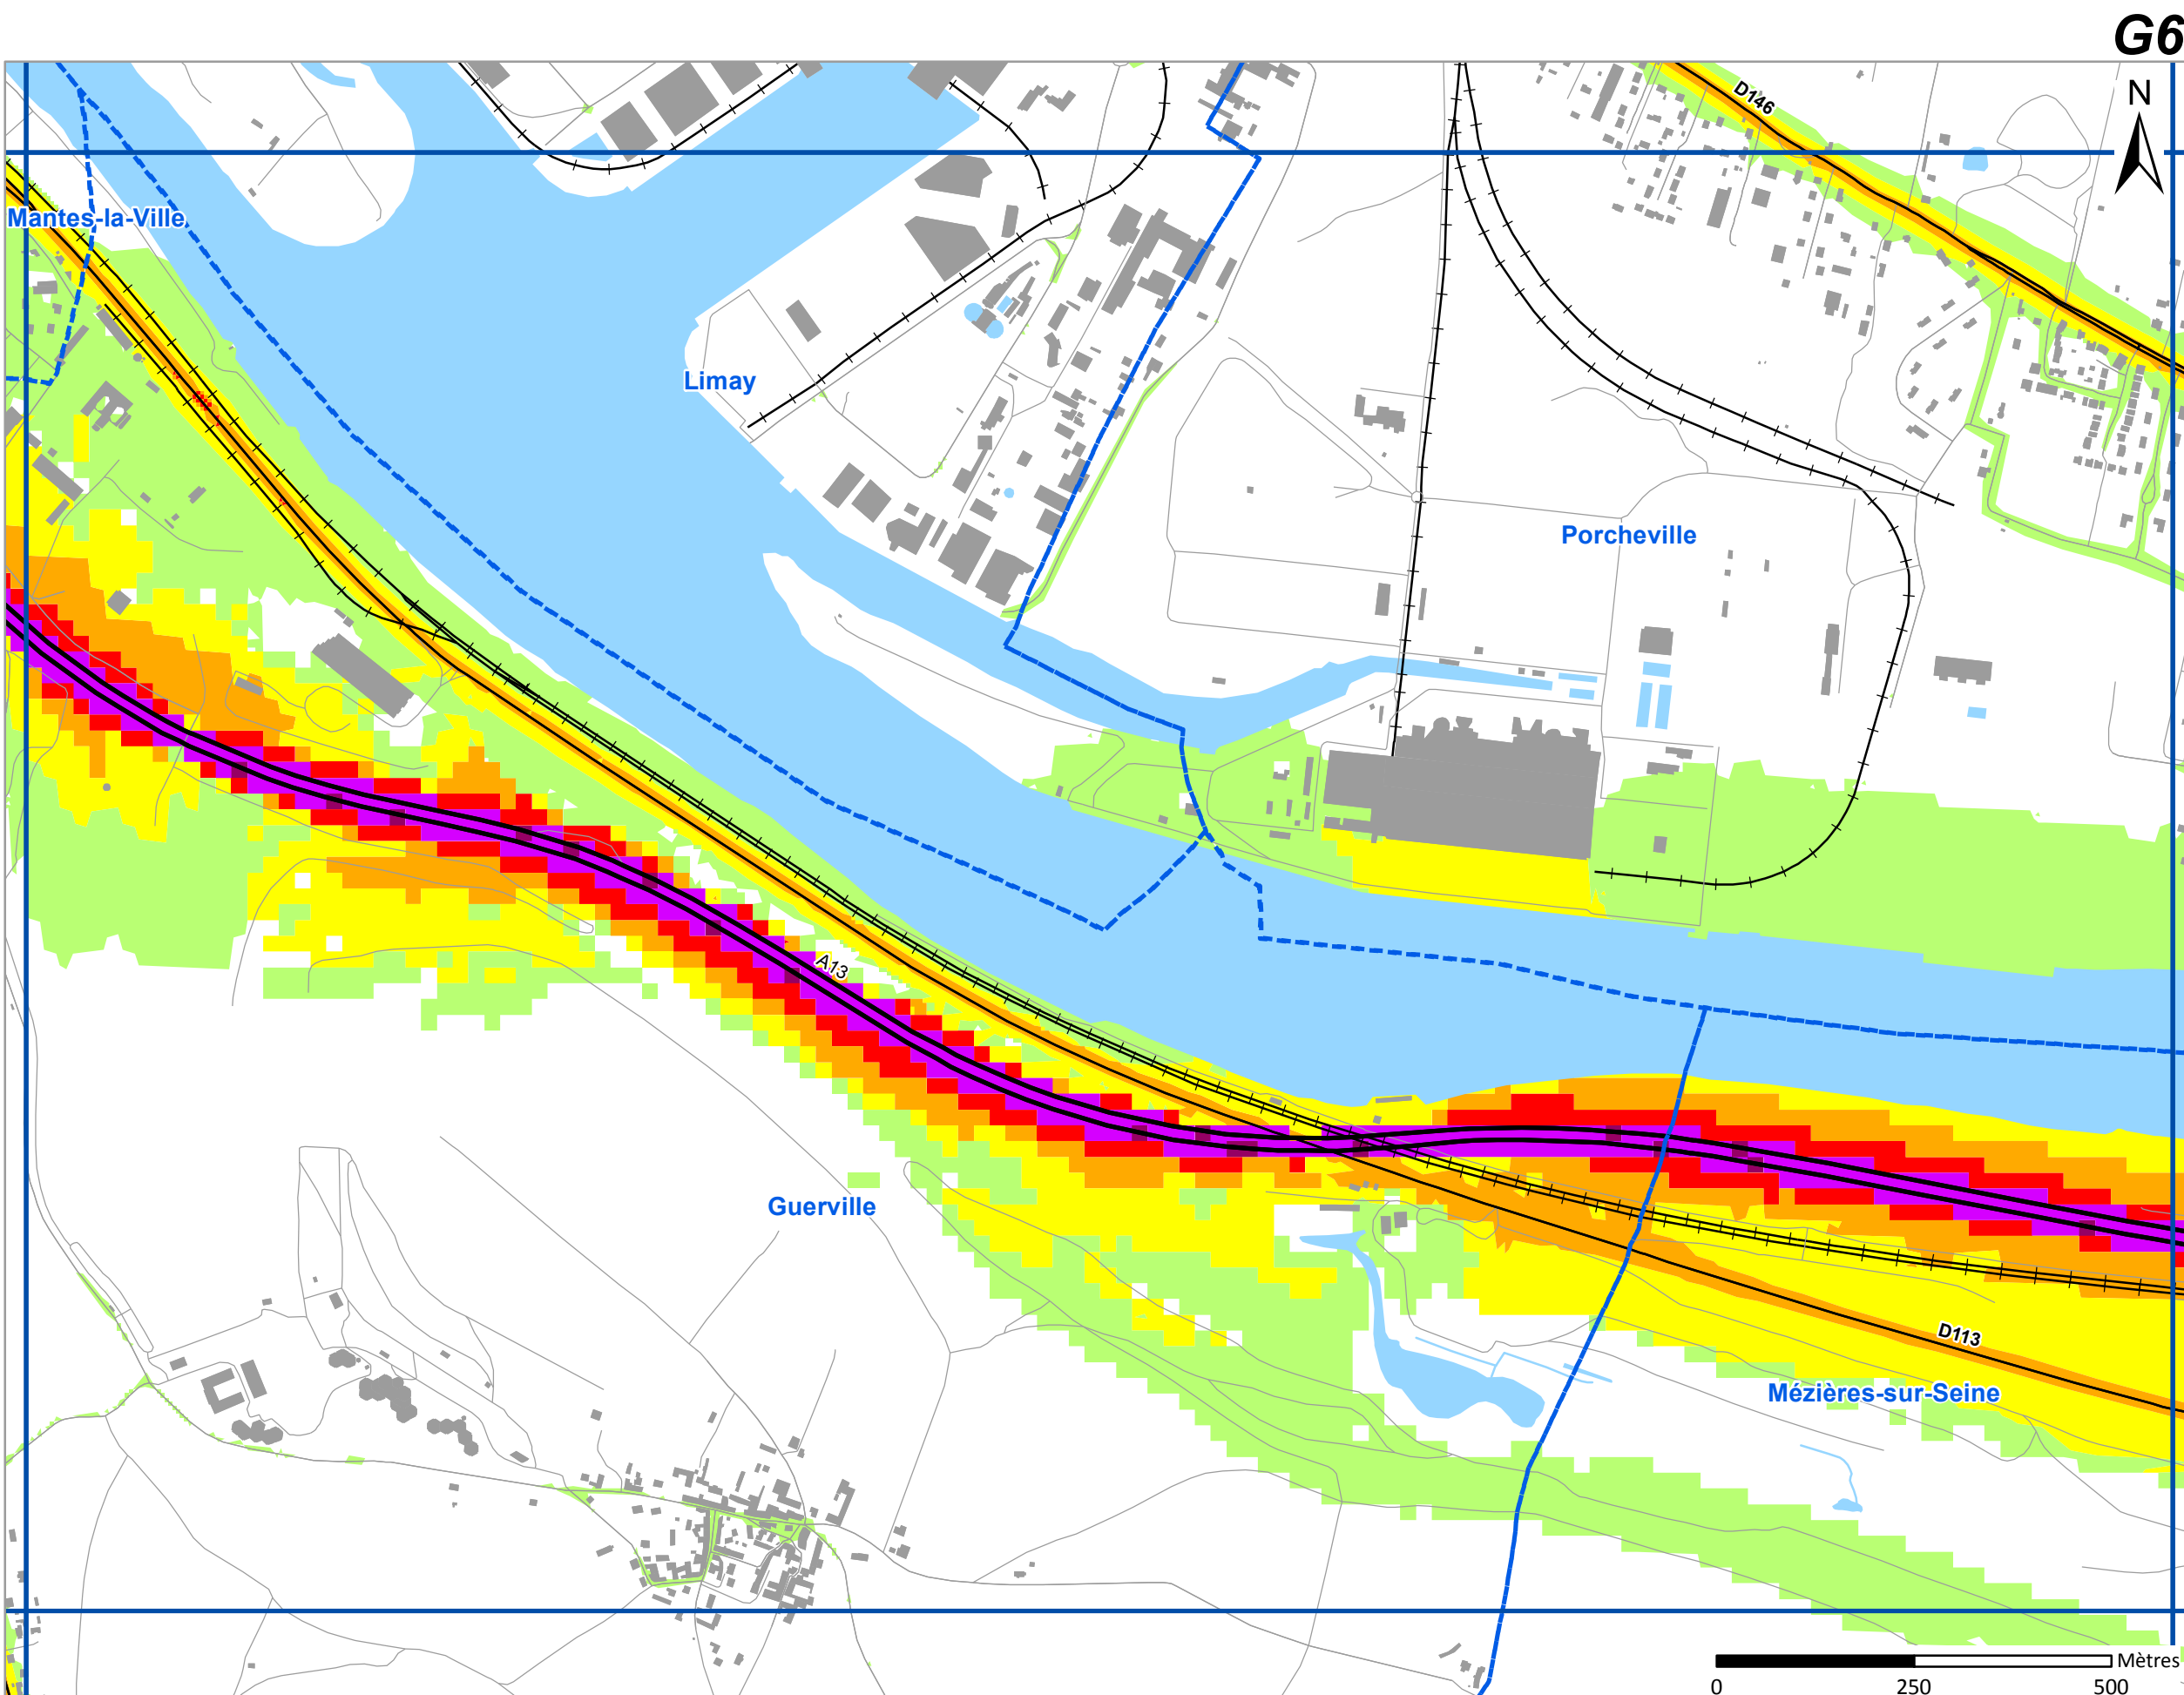 G6
D146
N
Mantes-la-Ville
Limay
Porcheville
A13
Guerville
D113
Mézières-sur-Seine
Mètres
0 250 500